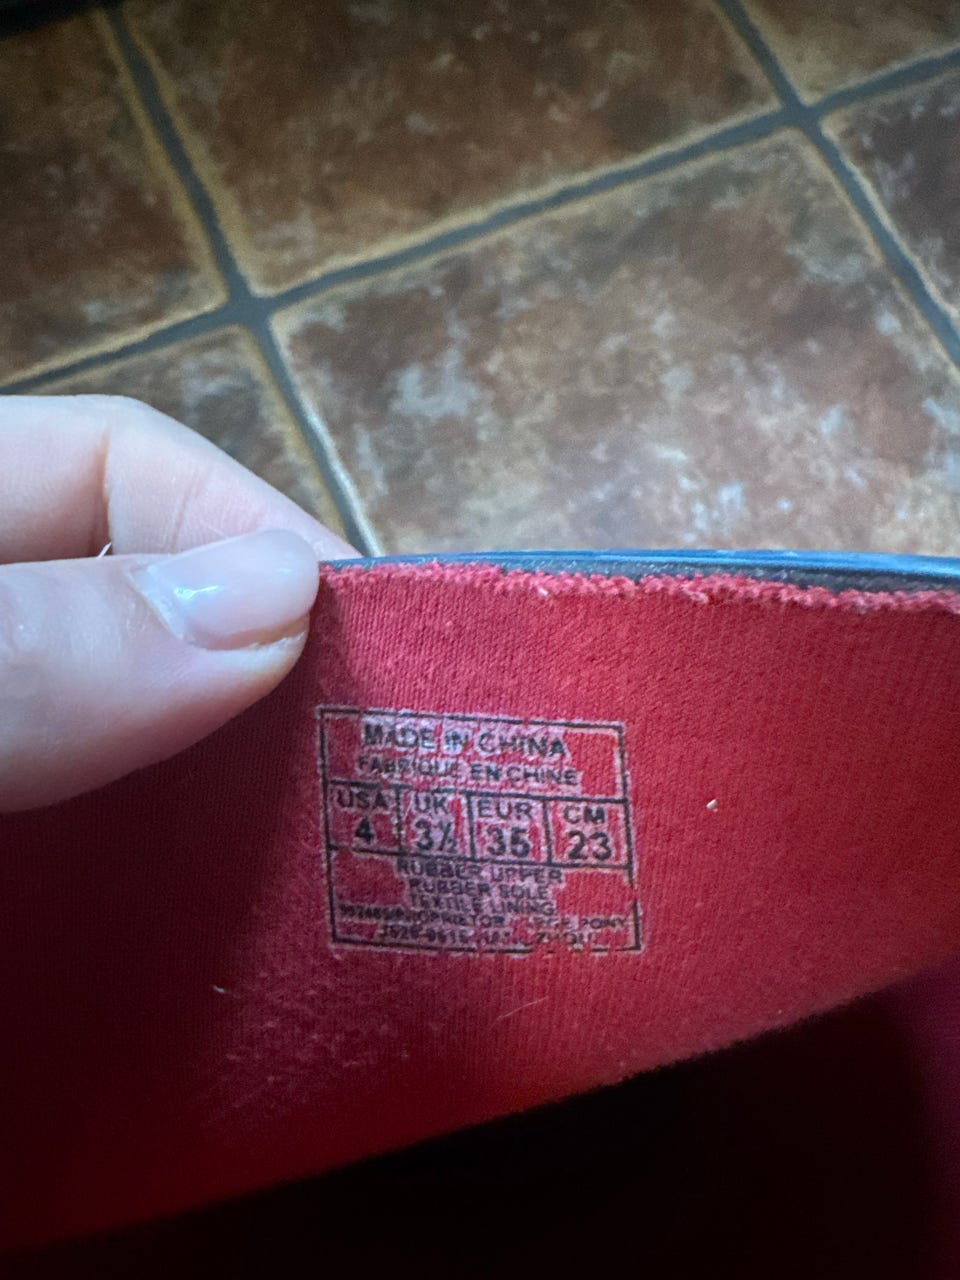 MADE IN CHINA
FABRIQUE EN CHINE
USA UK EUR CM
4 3½ 35 23
RUBBER UPPER
RUBBER SOLE
TEXTILE LINING
PONY